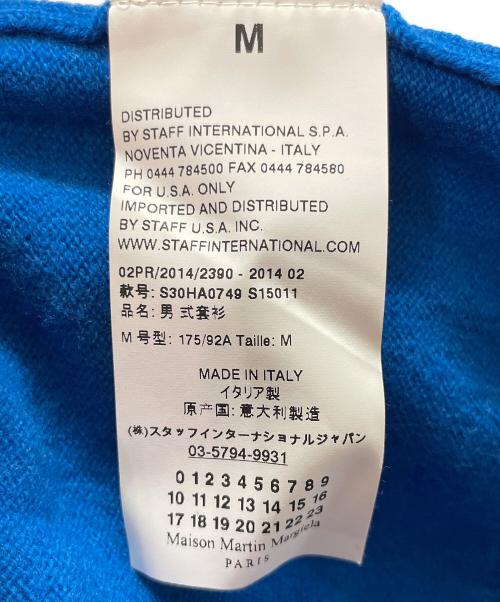 M
DISTRIBUTED
BY STAFF INTERNATIONAL S.P.A.
NOVENTA VICENTINA - ITALY
PH 0444 784500 FAX 0444 784580
FOR U.S.A. ONLY
IMPORTED AND DISTRIBUTED
BY STAFF U.S.A. INC.
WWW.STAFFINTERNATIONAL.COM
02PR/2014/2390 - 2014 02
款号: S30HA0749 S15011
品名: 男 式套衫
M 号型: 175/92A Taille: M
MADE IN ITALY
イタリア製
原产国: 意大利製造
(株)スタッフインターナショナルジャパン
03-5794-9931
0 1 2 3 4 5 6 7 8 9
10 11 12 13 14 15 16
17 18 19 20 21 22 23
Maison Martin Margiela
PARIS